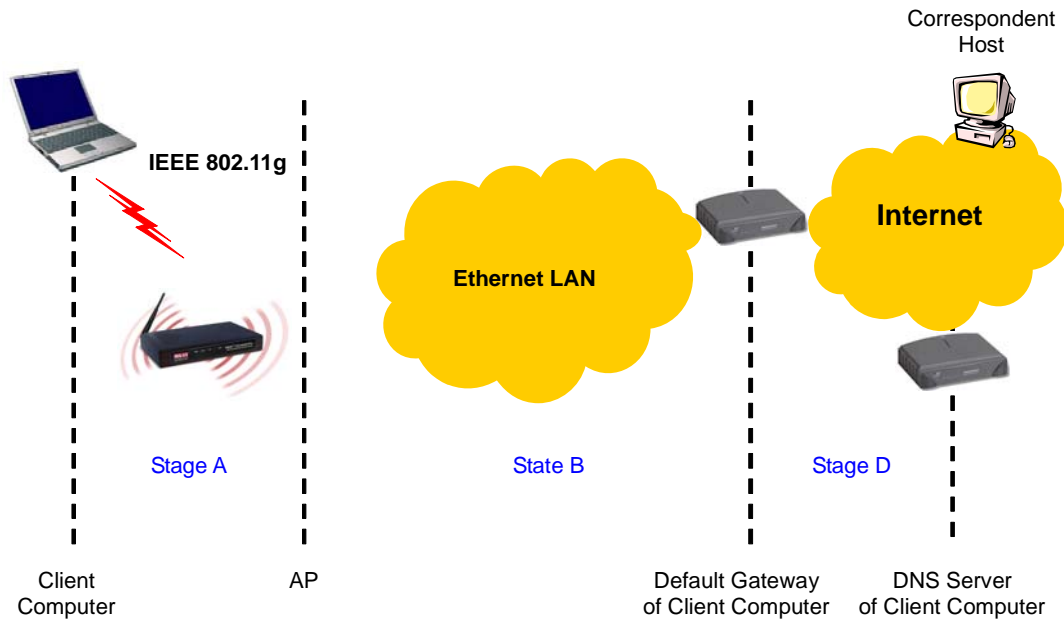 Correspondent
Host
IEEE 802.11g
Internet
Ethernet LAN
Stage A
State B
Stage D
Client
Computer
AP
Default Gateway
of Client Computer
DNS Server
of Client Computer